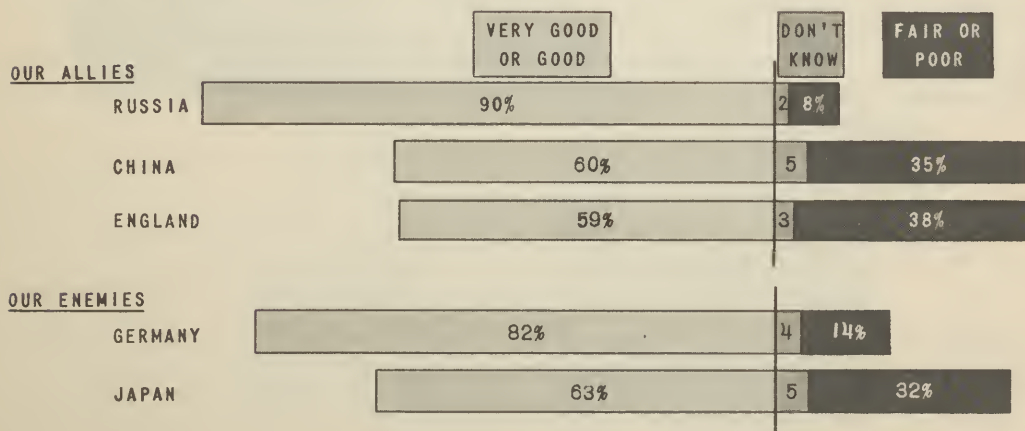 VERY GOOD OR GOOD
DON'T KNOW
FAIR OR POOR
OUR ALLIES
RUSSIA 90% 2 8%
CHINA 60% 5 35%
ENGLAND 59% 3 38%
OUR ENEMIES
GERMANY 82% 4 14%
JAPAN 63% 5 32%